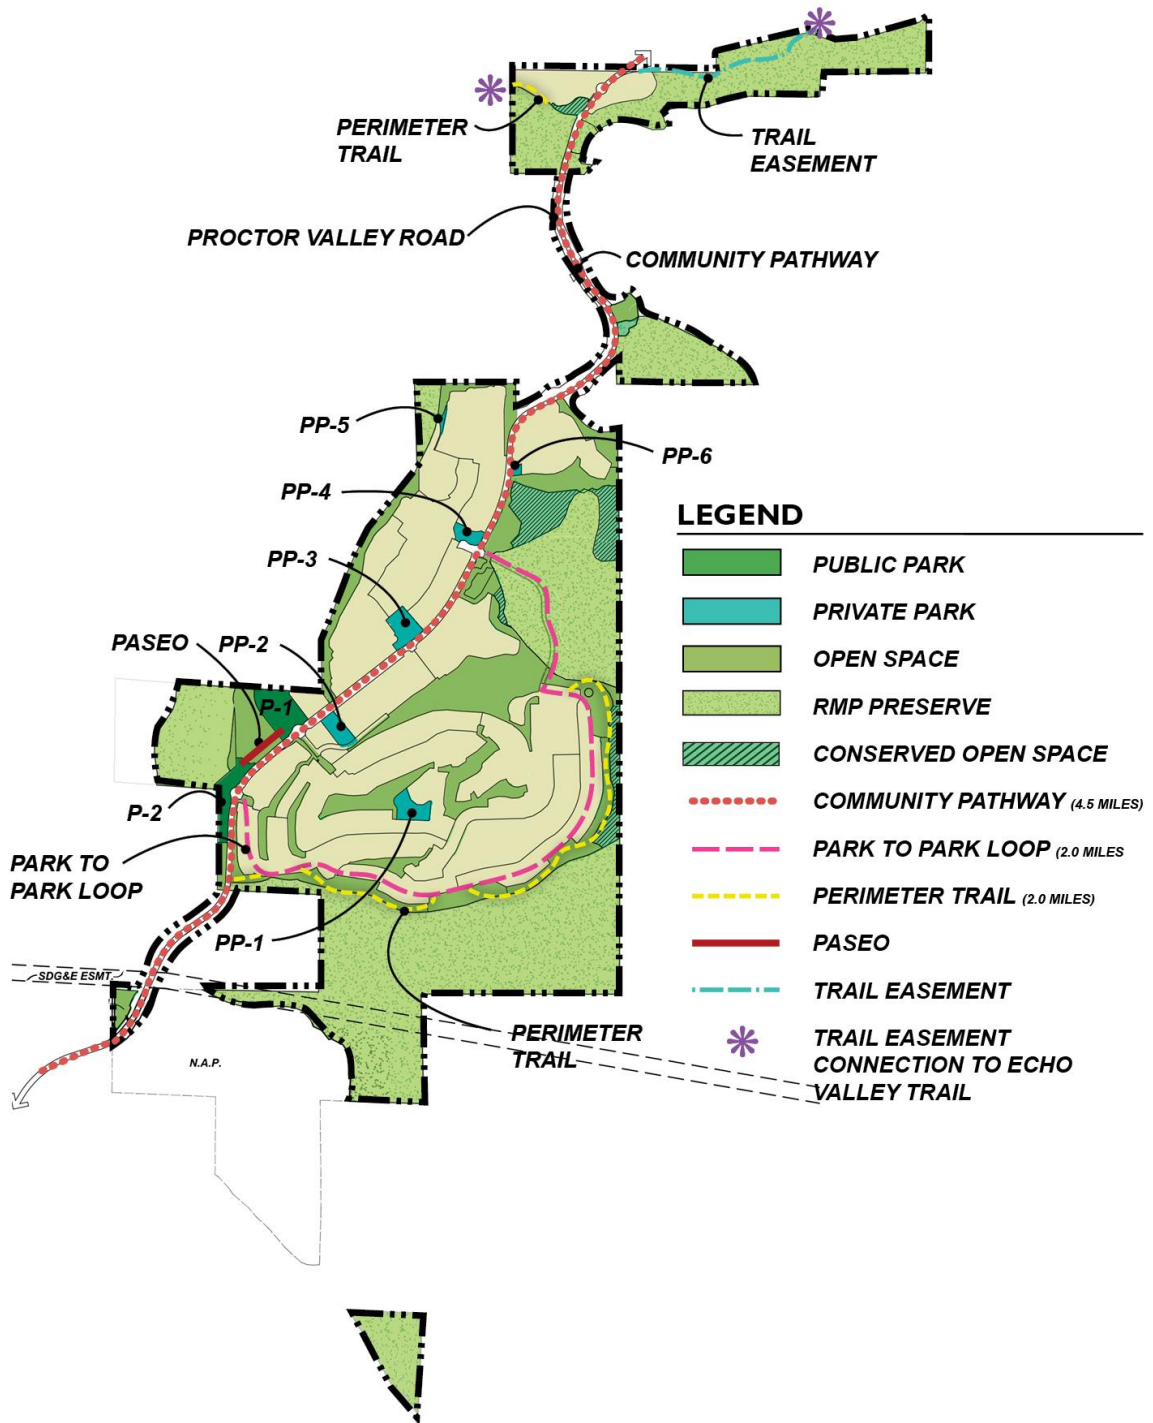 PERIMETER
TRAIL
TRAIL
EASEMENT
PROCTOR VALLEY ROAD
COMMUNITY PATHWAY
PP-5
PP-6
PP-4
PP-3
PASEO
PP-2
P-1
P-2
PARK TO
PARK LOOP
PP-1
SDG&E ESMT.
PERIMETER
TRAIL
N.A.P.
LEGEND
PUBLIC PARK
PRIVATE PARK
OPEN SPACE
RMP PRESERVE
CONSERVED OPEN SPACE
COMMUNITY PATHWAY (4.5 MILES)
PARK TO PARK LOOP (2.0 MILES
PERIMETER TRAIL (2.0 MILES)
PASEO
TRAIL EASEMENT
TRAIL EASEMENT
CONNECTION TO ECHO
VALLEY TRAIL